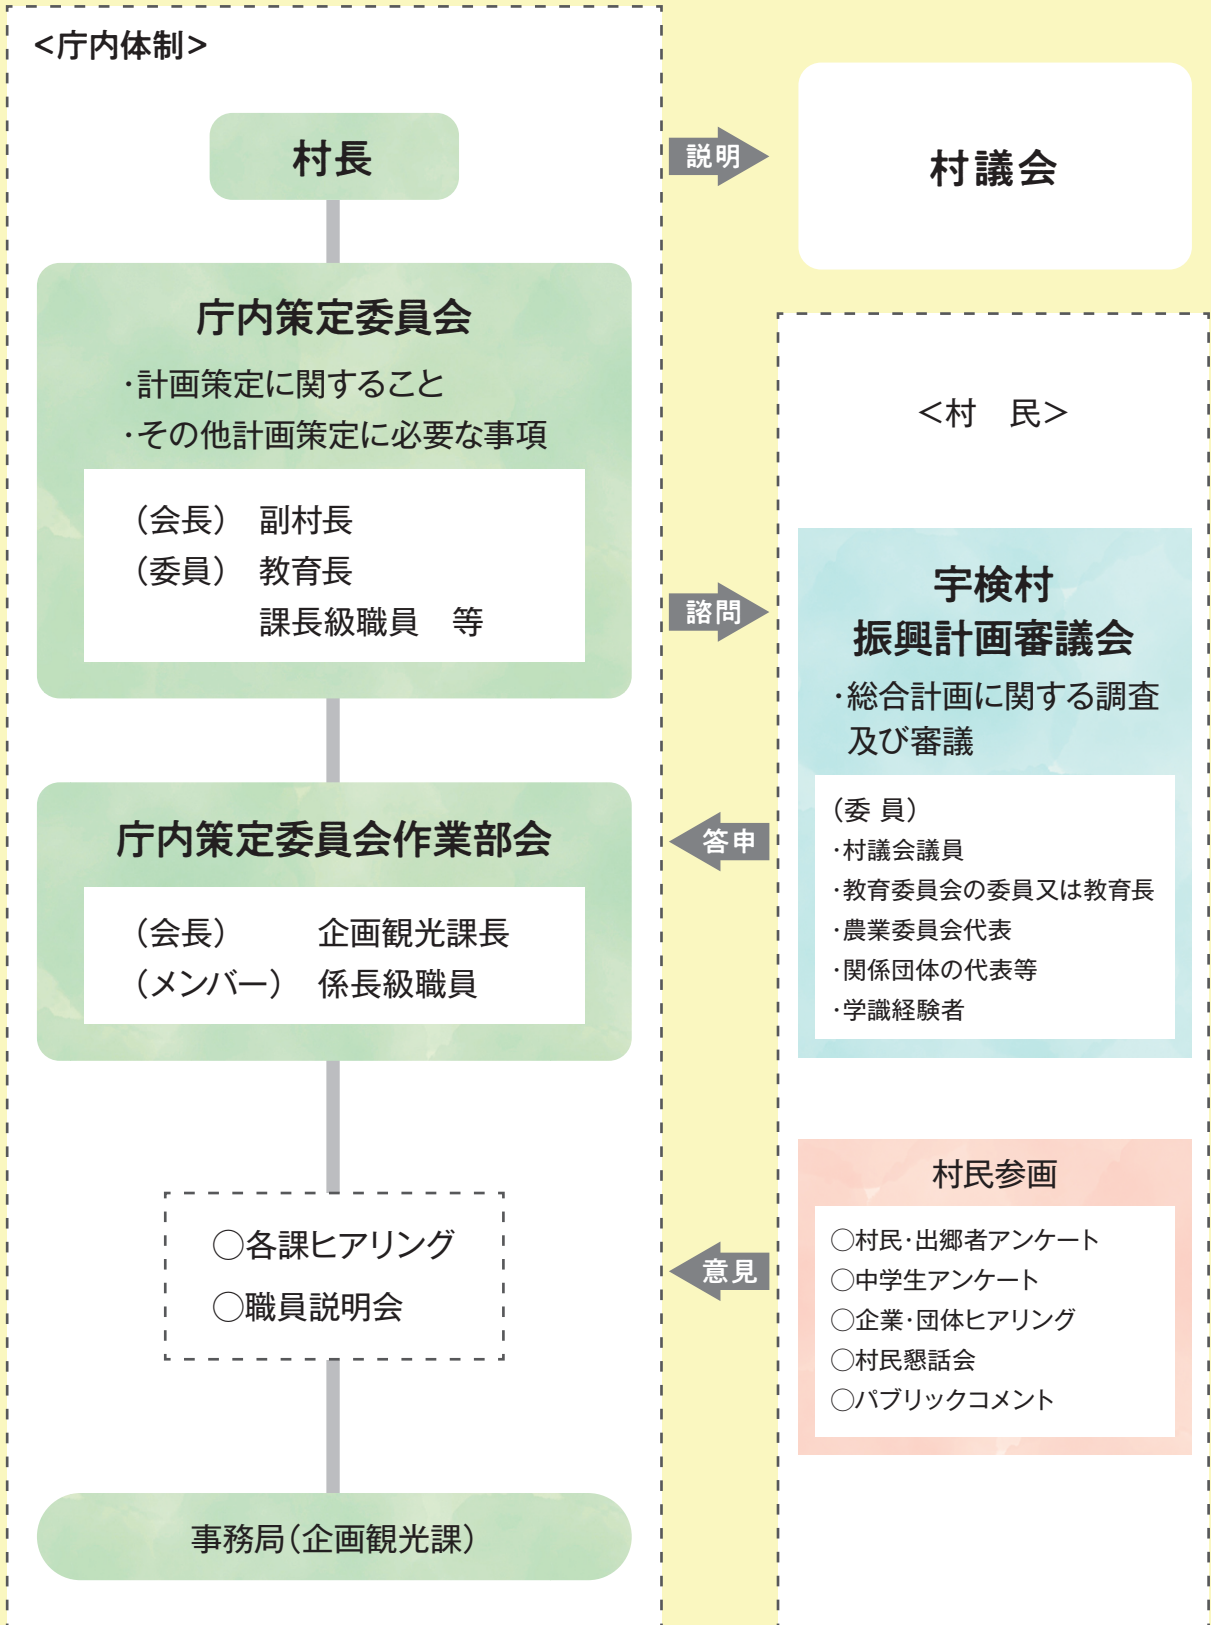 <庁内体制>
村長
庁内策定委員会
・計画策定に関すること
・その他計画策定に必要な事項
（会長）　副村長
（委員）　教育長
課長級職員　等
庁内策定委員会作業部会
（会長）　企画観光課長
（メンバー）　係長級職員
○各課ヒアリング
○職員説明会
事務局（企画観光課）
説明
諮問
答申
意見
村議会
<村　民>
宇検村
振興計画審議会
・総合計画に関する調査
及び審議
（委 員）
・村議会議員
・教育委員会の委員又は教育長
・農業委員会代表
・関係団体の代表等
・学識経験者
村民参画
○村民・出郷者アンケート
○中学生アンケート
○企業・団体ヒアリング
○村民懇話会
○パブリックコメント